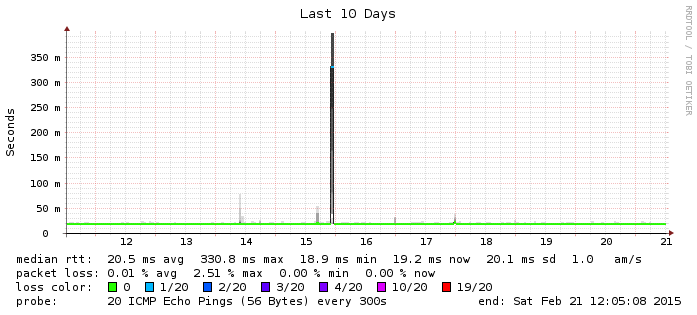 Last 10 Days
RRDTOOL / TOBI OETIKER
Seconds
350 m
300 m
250 m
200 m
150 m
100 m
50 m
0
12 13 14 15 16 17 18 19 20 21
median rtt: 20.5 ms avg 330.8 ms max 18.9 ms min 19.2 ms now 20.1 ms sd 1.0 am/s
packet loss: 0.01 % avg 2.51 % max 0.00 % min 0.00 % now
loss color: 0 1/20 2/20 3/20 4/20 10/20 19/20
probe: 20 ICMP Echo Pings (56 Bytes) every 300s end: Sat Feb 21 12:05:08 2015